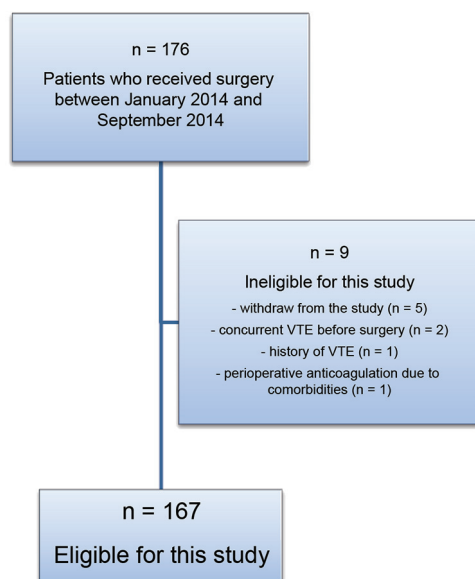 n = 176
Patients who received surgery
between January 2014 and
September 2014
n = 9
Ineligible for this study
- withdraw from the study (n = 5)
- concurrent VTE before surgery (n = 2)
- history of VTE (n = 1)
- perioperative anticoagulation due to
comorbidities (n = 1)
n = 167
Eligible for this study